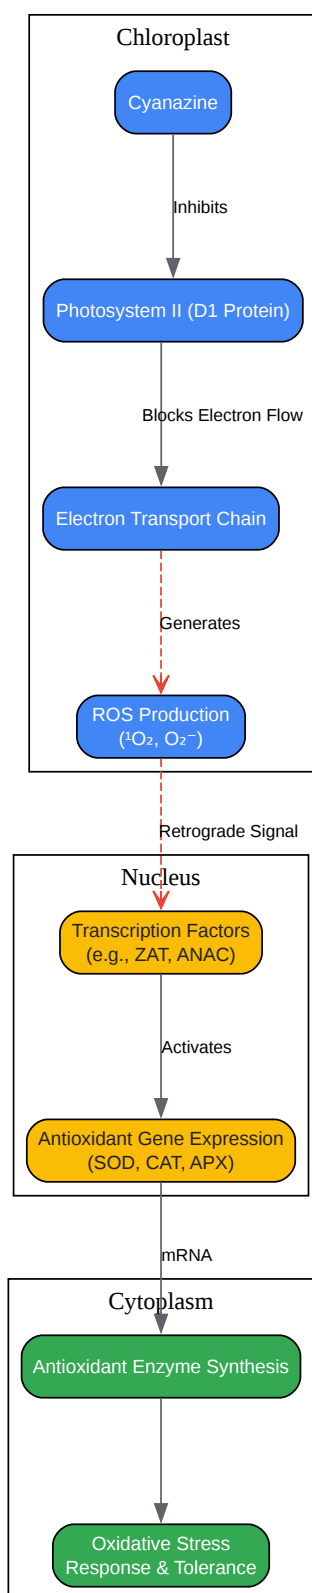 Chloroplast
Cyanazine
Inhibits
Photosystem II (D1 Protein)
Blocks Electron Flow
Electron Transport Chain
Generates
ROS Production
(¹O₂, O₂⁻)
Retrograde Signal
Nucleus
Transcription Factors
(e.g., ZAT, ANAC)
Activates
Antioxidant Gene Expression
(SOD, CAT, APX)
mRNA
Cytoplasm
Antioxidant Enzyme Synthesis
Oxidative Stress
Response & Tolerance